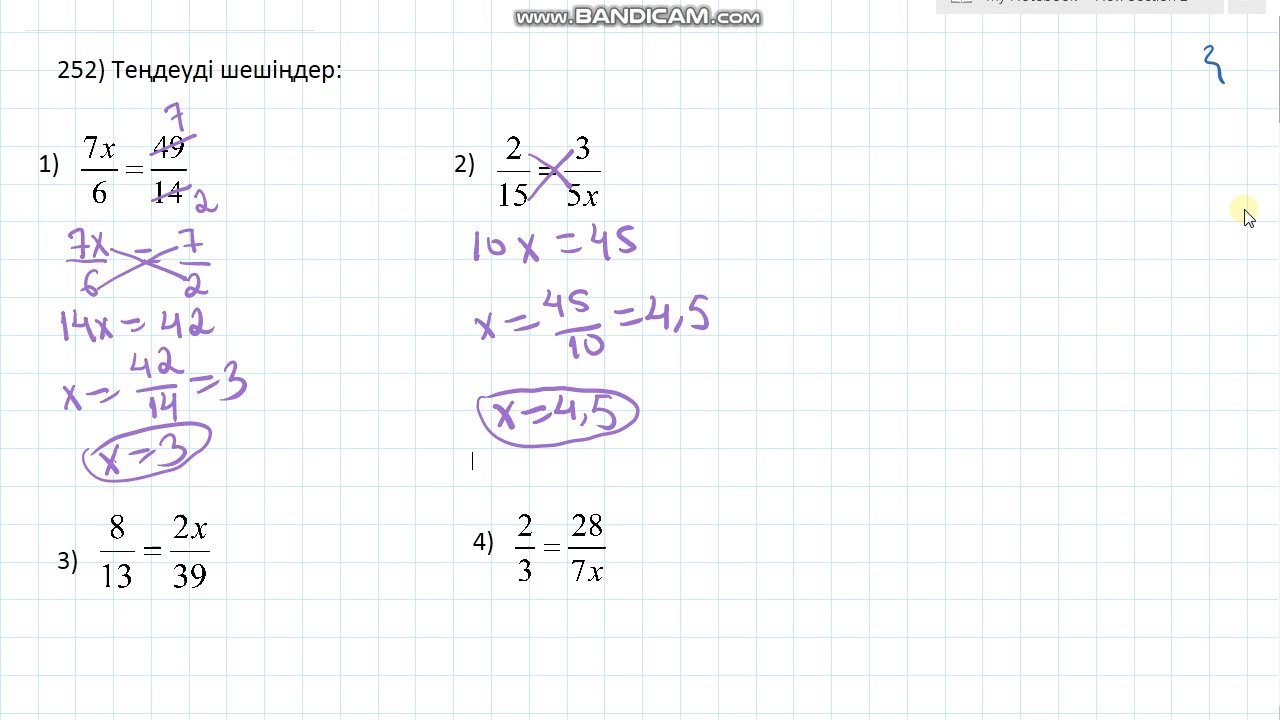 www.BANDICAM.com
252) Теңдеуді шешіңдер:
1) 7x/6 = 49/14
7
2
7x/6 = 7/2
14x = 42
x = 42/14 = 3
x = 3
2) 2/15 = 3/5x
10x = 45
x = 45/10 = 4,5
x = 4,5
3) 8/13 = 2x/39
4) 2/3 = 28/7x